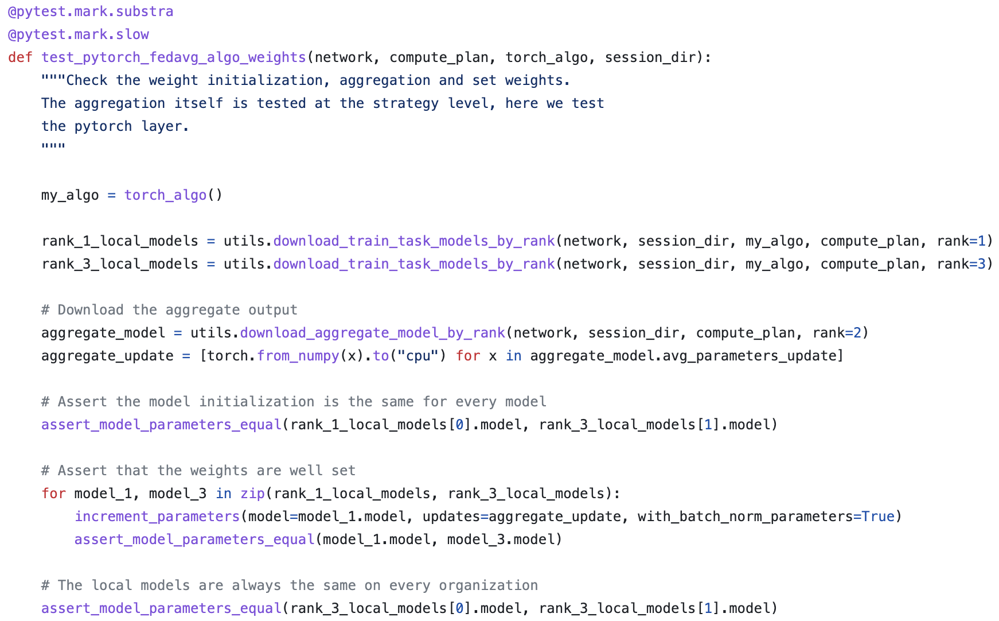 @pytest.mark.substra
@pytest.mark.slow
def test_pytorch_fedavg_algo_weights(network, compute_plan, torch_algo, session_dir):
    """Check the weight initialization, aggregation and set weights.
    The aggregation itself is tested at the strategy level, here we test
    the pytorch layer.
    """

    my_algo = torch_algo()

    rank_1_local_models = utils.download_train_task_models_by_rank(network, session_dir, my_algo, compute_plan, rank=1)
    rank_3_local_models = utils.download_train_task_models_by_rank(network, session_dir, my_algo, compute_plan, rank=3)

    # Download the aggregate output
    aggregate_model = utils.download_aggregate_model_by_rank(network, session_dir, compute_plan, rank=2)
    aggregate_update = [torch.from_numpy(x).to("cpu") for x in aggregate_model.avg_parameters_update]

    # Assert the model initialization is the same for every model
    assert_model_parameters_equal(rank_1_local_models[0].model, rank_3_local_models[1].model)

    # Assert that the weights are well set
    for model_1, model_3 in zip(rank_1_local_models, rank_3_local_models):
        increment_parameters(model=model_1.model, updates=aggregate_update, with_batch_norm_parameters=True)
        assert_model_parameters_equal(model_1.model, model_3.model)

    # The local models are always the same on every organization
    assert_model_parameters_equal(rank_3_local_models[0].model, rank_3_local_models[1].model)